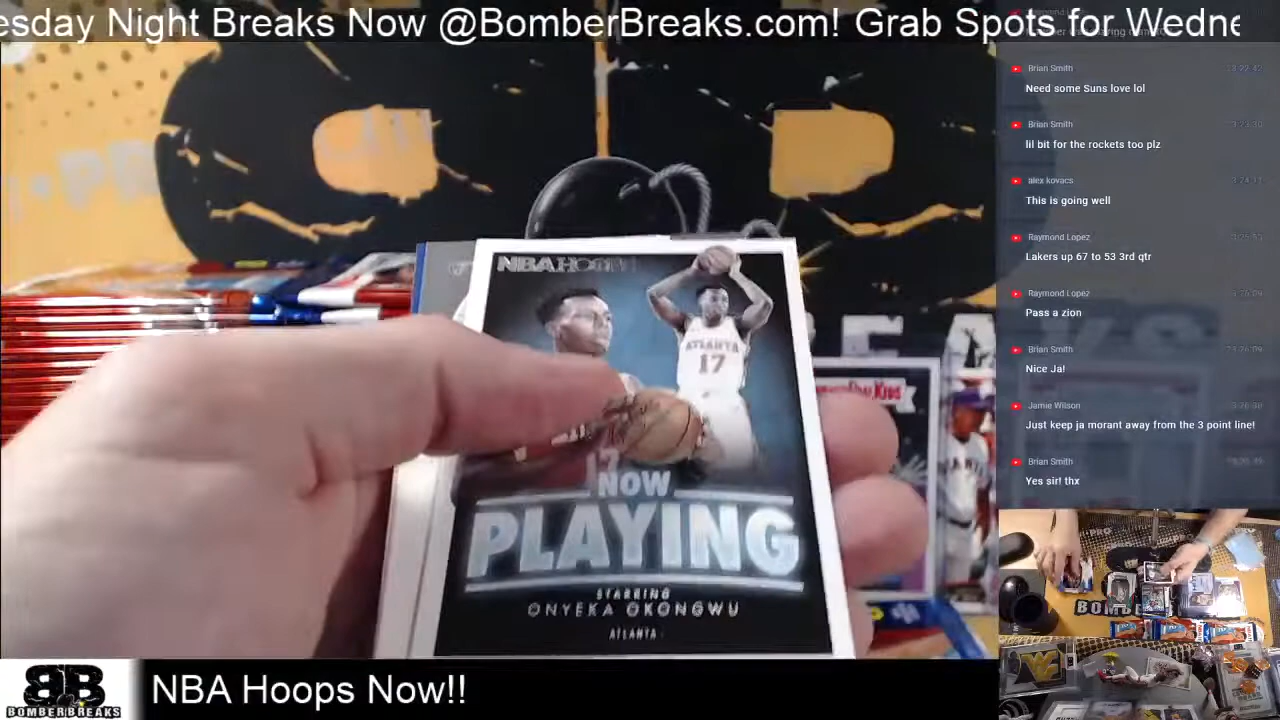 esday Night Breaks Now @BomberBreaks.com! Grab Spots for Wedne
Brian Smith
Need some Suns love lol
Brian Smith
lil bit for the rockets too plz
alex kovacs
This is going well
Raymond Lopez
Lakers up 67 to 53 3rd qtr
Raymond Lopez
Pass a zion
Brian Smith
Nice Ja!
Jamie Wilson
Just keep ja morant away from the 3 point line!
Brian Smith
Yes sir! thx
NBA HOOPS
ATLANTA
17
17
NOW
PLAYING
STARRING
ONYEKA OKONGWU
ATLANTA
BB
BOMBERBREAKS
NBA Hoops Now!!